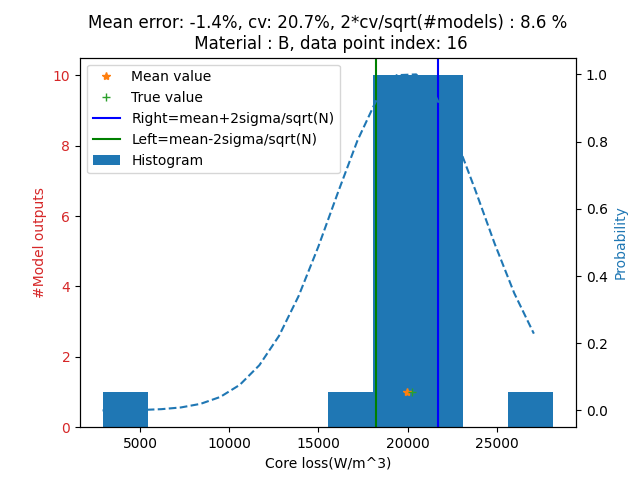 Mean error: -1.4%, cv: 20.7%, 2*cv/sqrt(#models) : 8.6 %
Material : B, data point index: 16
Mean value
True value
Right=mean+2sigma/sqrt(N)
Left=mean-2sigma/sqrt(N)
Histogram
#Model outputs
10
8
6
4
2
0
1.0
0.8
0.6
0.4
0.2
0.0
Probability
5000 10000 15000 20000 25000
Core loss(W/m^3)